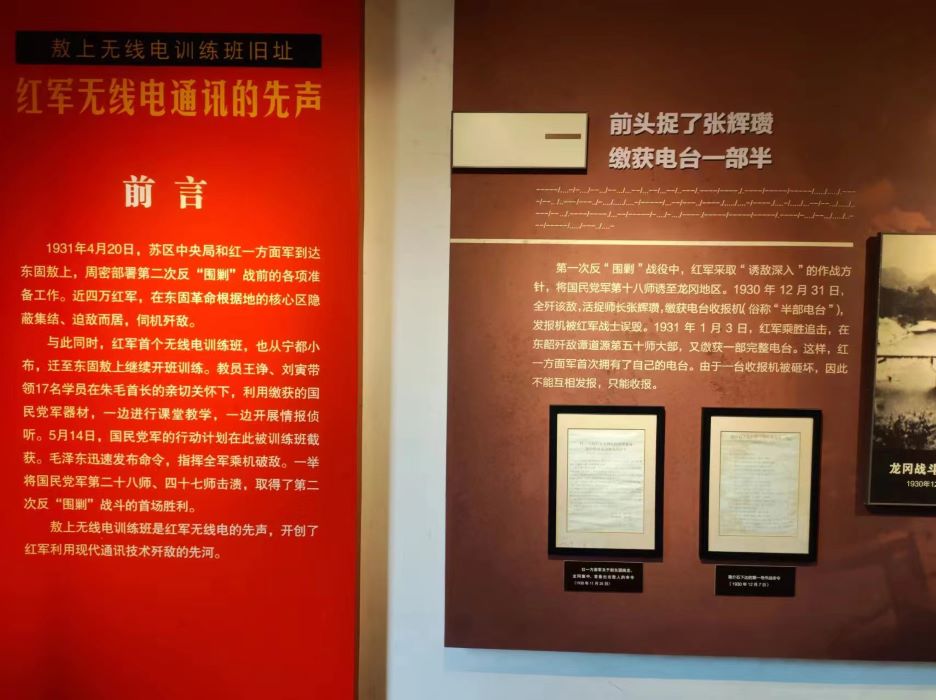 敖上无线电训练班旧址
红军无线电通讯的先声
前言
1931年4月20日，苏区中央局和红一方面军到达
东固敖上，周密部署第二次反“围剿”战前的各项准
备工作。近四万红军，在东固革命根据地的核心区隐
蔽集结、迫敌而居，伺机歼敌。
与此同时，红军首个无线电训练班，也从宁都小
布，迁至东固敖上继续开班训练。教员王诤、刘寅带
领17名学员在朱毛首长的亲切关怀下，利用缴获的国
民党军器材，一边进行课堂教学，一边开展情报侦
听。5月14日，国民党军的行动计划在此被训练班截
获。毛泽东迅速发布命令，指挥全军乘机破敌。一举
将国民党军第二十八师、四十七师击溃，取得了第二
次反“围剿”战斗的首场胜利。
敖上无线电训练班是红军无线电的先声，开创了
红军利用现代通讯技术歼敌的先河。
前头捉了张辉瓒
缴获电台一部半
第一次反“围剿”战役中，红军采取“诱敌深入”的作战方
针，将国民党军第十八师诱至龙冈地区。1930 年 12 月 31 日，
全歼该敌，活捉师长张辉瓒，缴获电台收报机（俗称“半部电台”），
发报机被红军战士误毁。1931 年 1 月 3 日，红军乘胜追击，在
东韶歼敌谭道源第五十师大部，又缴获一部完整电台。这样，红
一方面军首次拥有了自己的电台。由于一台收报机被砸坏，因此
不能互相发报，只能收报。
（1930 年 12 月 7 日）
龙冈战斗
1930年12